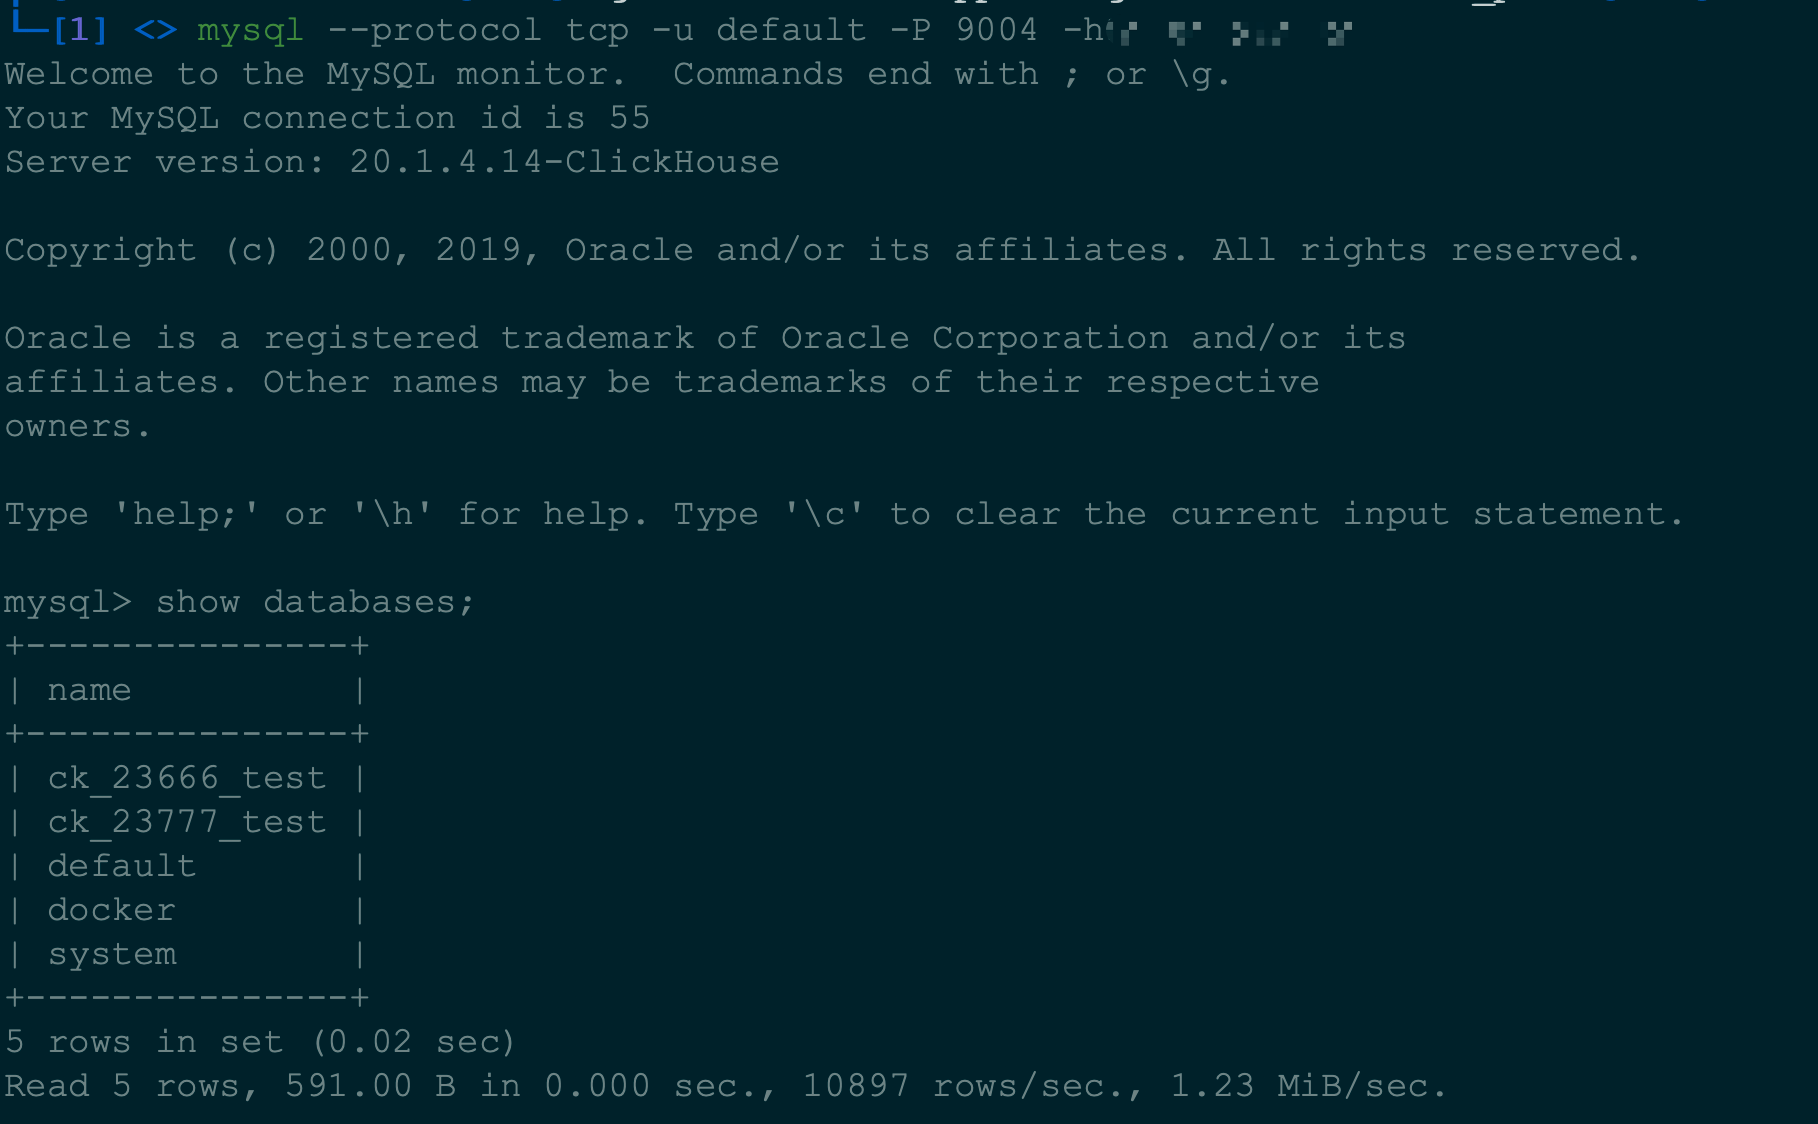 [1] <> mysql --protocol tcp -u default -P 9004 -h
Welcome to the MySQL monitor.  Commands end with ; or \g.
Your MySQL connection id is 55
Server version: 20.1.4.14-ClickHouse
Copyright (c) 2000, 2019, Oracle and/or its affiliates. All rights reserved.
Oracle is a registered trademark of Oracle Corporation and/or its
affiliates. Other names may be trademarks of their respective
owners.
Type 'help;' or '\h' for help. Type '\c' to clear the current input statement.
mysql> show databases;
+---------------+
| name          |
+---------------+
| ck_23666_test |
| ck_23777_test |
| default       |
| docker        |
| system        |
+---------------+
5 rows in set (0.02 sec)
Read 5 rows, 591.00 B in 0.000 sec., 10897 rows/sec., 1.23 MiB/sec.